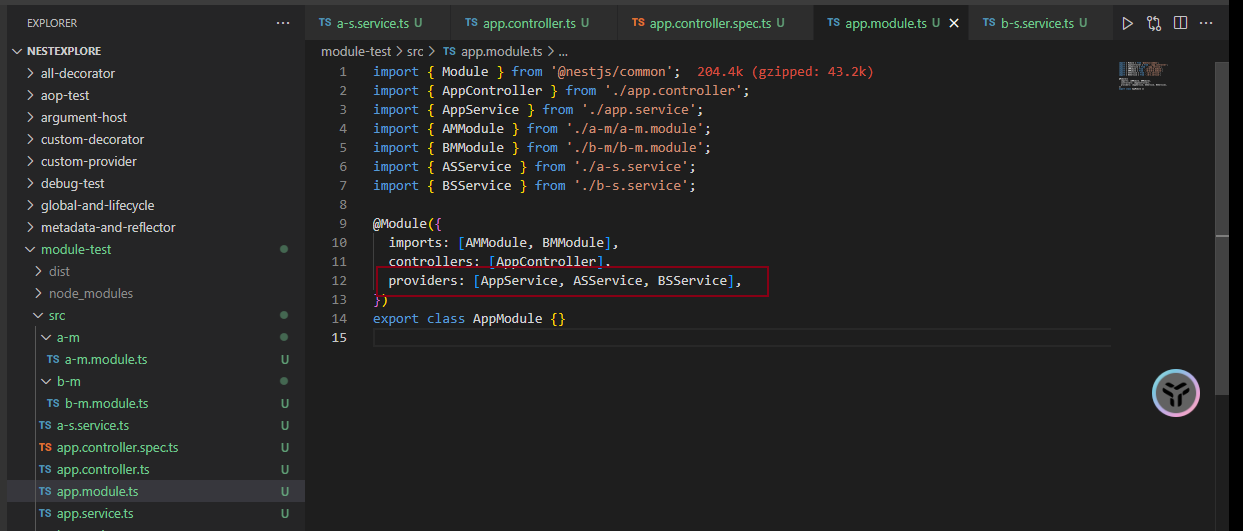 EXPLORER
NESTEXPLORE
all-decorator
aop-test
argument-host
custom-decorator
custom-provider
debug-test
global-and-lifecycle
metadata-and-reflector
module-test
dist
node_modules
src
a-m
TS a-m.module.ts U
b-m
TS b-m.module.ts U
TS a-s.service.ts U
TS app.controller.spec.ts U
TS app.controller.ts U
TS app.module.ts U
TS app.service.ts U
TS a-s.service.ts U TS app.controller.ts U TS app.controller.spec.ts U TS app.module.ts U TS b-s.service.ts U
module-test > src > TS app.module.ts > ...
1 import { Module } from '@nestjs/common'; 204.4k (gzipped: 43.2k)
2 import { AppController } from './app.controller';
3 import { AppService } from './app.service';
4 import { AMModule } from './a-m/a-m.module';
5 import { BMModule } from './b-m/b-m.module';
6 import { ASService } from './a-s.service';
7 import { BSService } from './b-s.service';
8
9 @Module({
10 imports: [AMModule, BMModule],
11 controllers: [AppController],
12 providers: [AppService, ASService, BSService],
13 })
14 export class AppModule {}
15